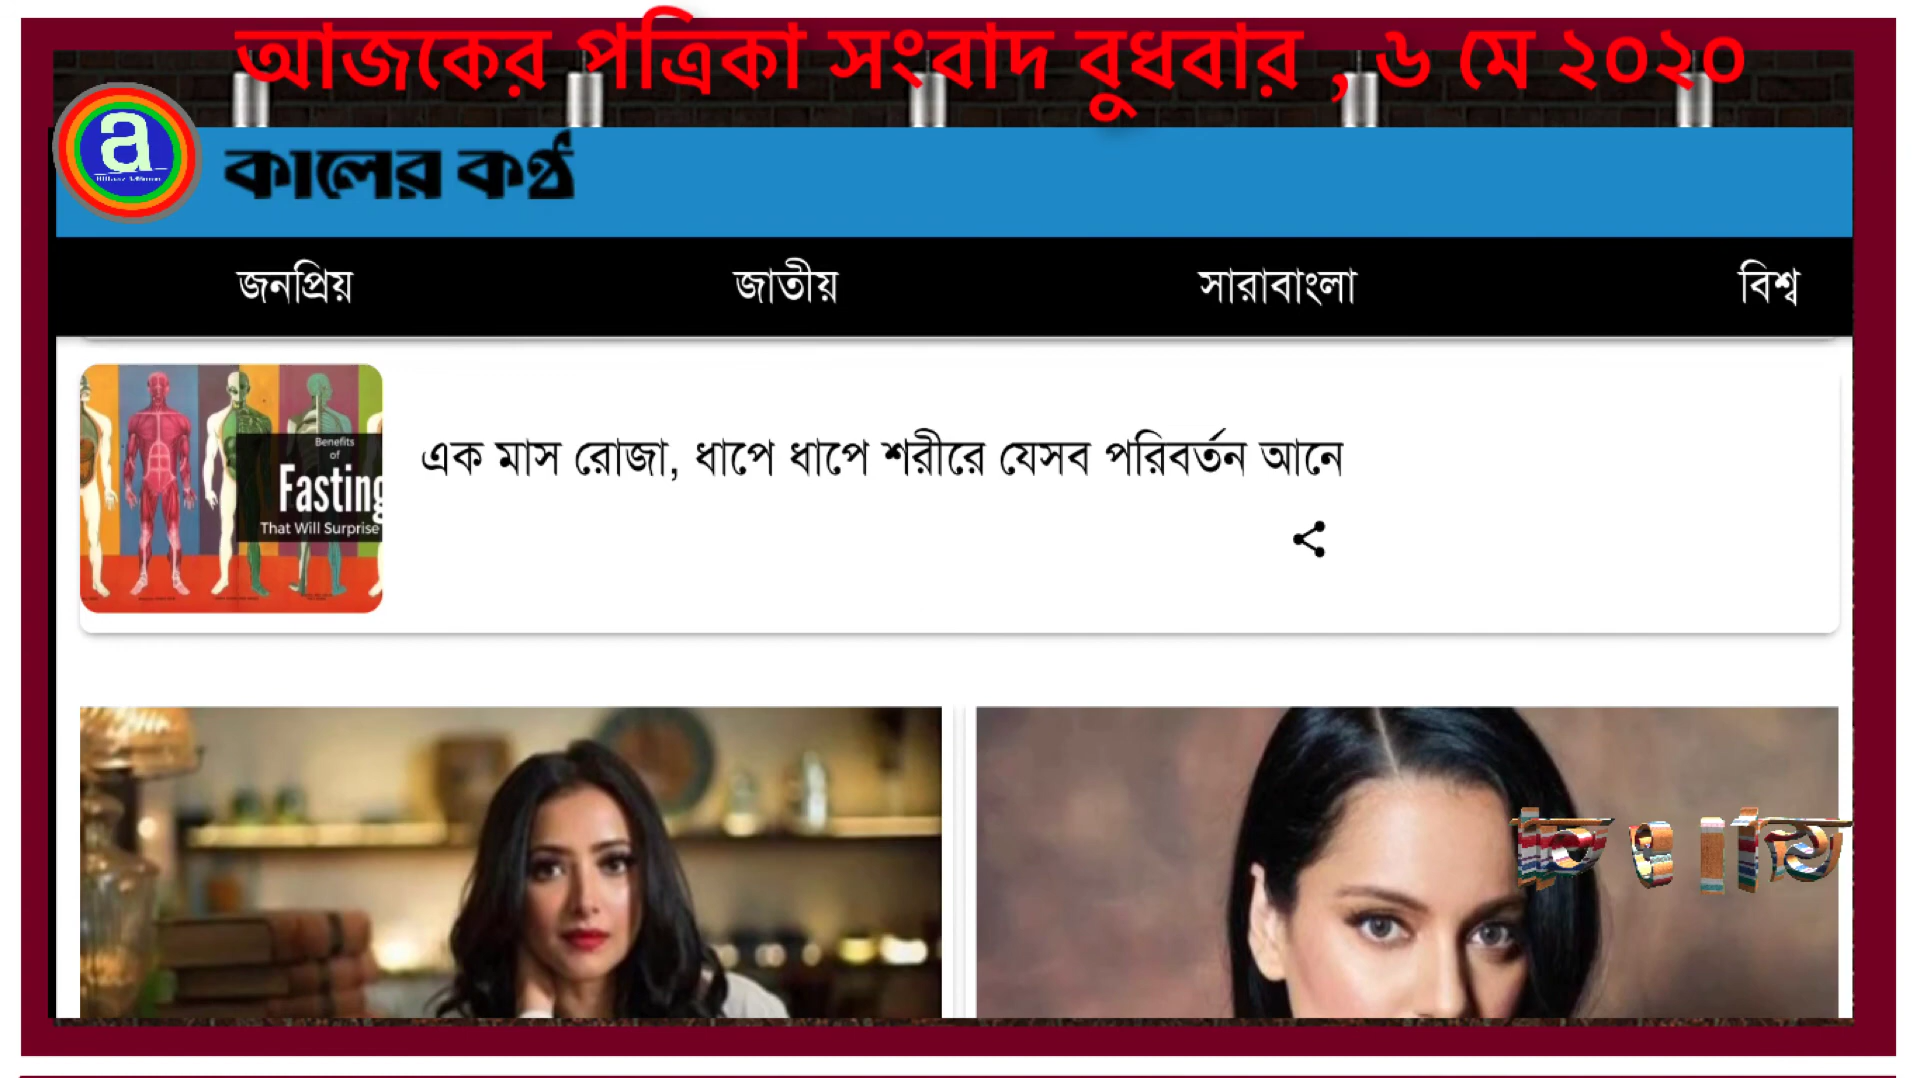 আজকের পত্রিকা সংবাদ বুধবার , ৬ মে ২০২০
a
কালের কণ্ঠ
জনপ্রিয় জাতীয় সারাবাংলা বিশ্ব
Benefits
of
Fasting
That Will Surprise
এক মাস রোজা, ধাপে ধাপে শরীরে যেসব পরিবর্তন আনে